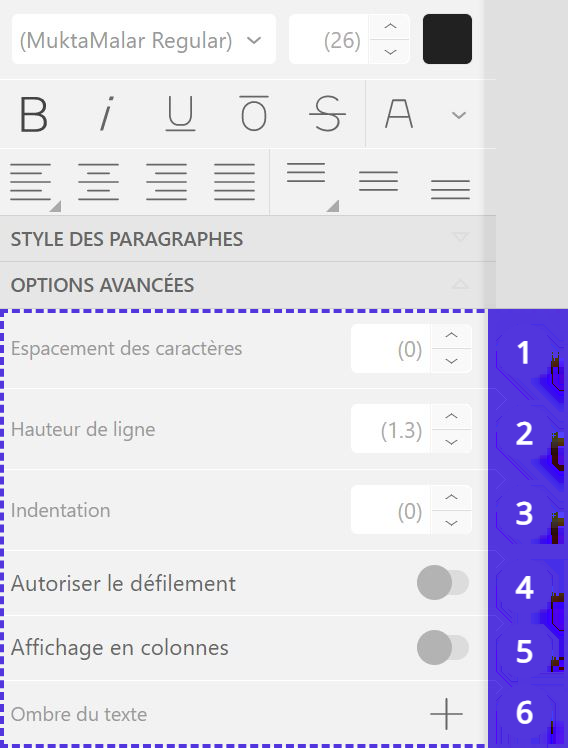 (MuktaMalar Regular) (26)
B i U O S A
STYLE DES PARAGRAPHES
OPTIONS AVANCÉES
Espacement des caractères (0) 1
Hauteur de ligne (1.3) 2
Indentation (0) 3
Autoriser le défilement 4
Affichage en colonnes 5
Ombre du texte 6